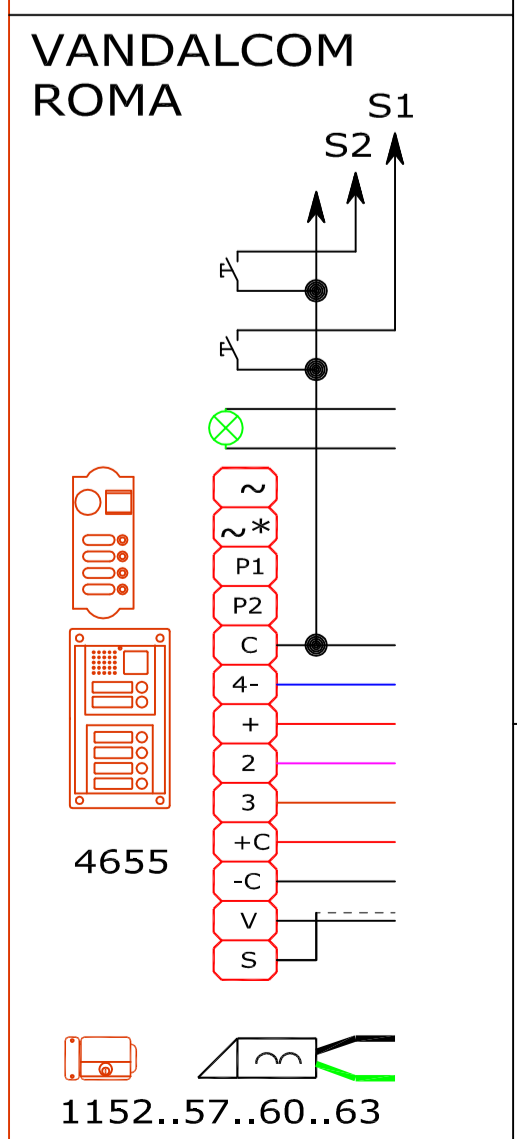 VANDALCOM
ROMA
S1
S2
~
~*
P1
P2
C
4-
+
2
3
+C
-C
V
S
4655
1152..57..60..63